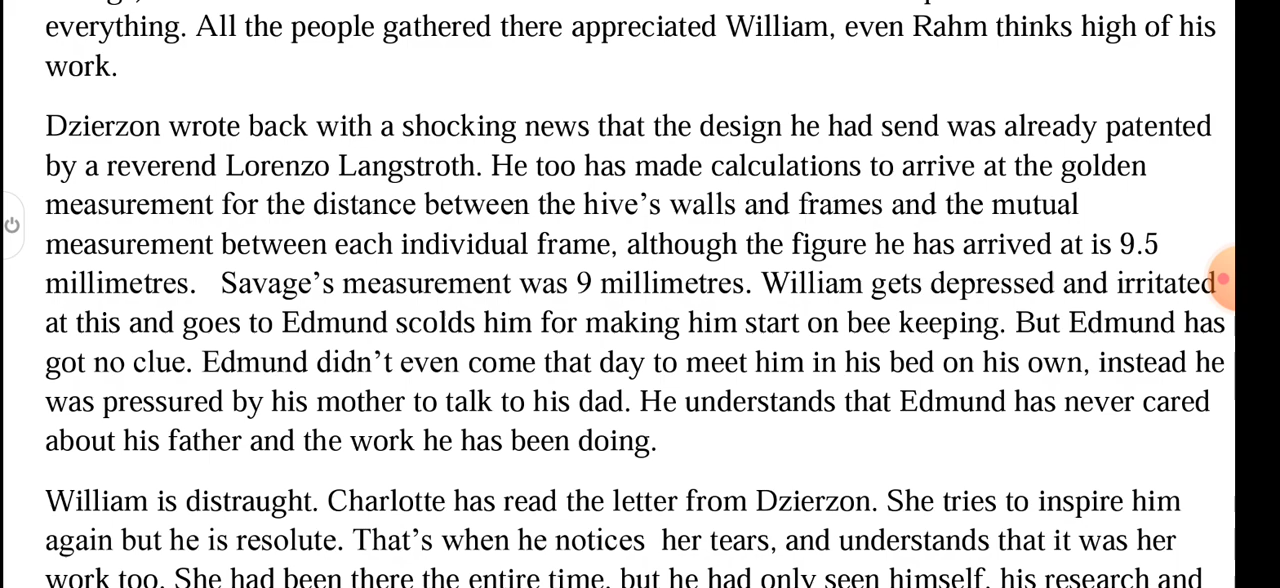 everything. All the people gathered there appreciated William, even Rahm thinks high of his
work.
Dzierzon wrote back with a shocking news that the design he had send was already patented
by a reverend Lorenzo Langstroth. He too has made calculations to arrive at the golden
measurement for the distance between the hive’s walls and frames and the mutual
measurement between each individual frame, although the figure he has arrived at is 9.5
millimetres.   Savage’s measurement was 9 millimetres. William gets depressed and irritated
at this and goes to Edmund scolds him for making him start on bee keeping. But Edmund has
got no clue. Edmund didn’t even come that day to meet him in his bed on his own, instead he
was pressured by his mother to talk to his dad. He understands that Edmund has never cared
about his father and the work he has been doing.
William is distraught. Charlotte has read the letter from Dzierzon. She tries to inspire him
again but he is resolute. That’s when he notices  her tears, and understands that it was her
work too. She had been there the entire time, but he had only seen himself, his research and